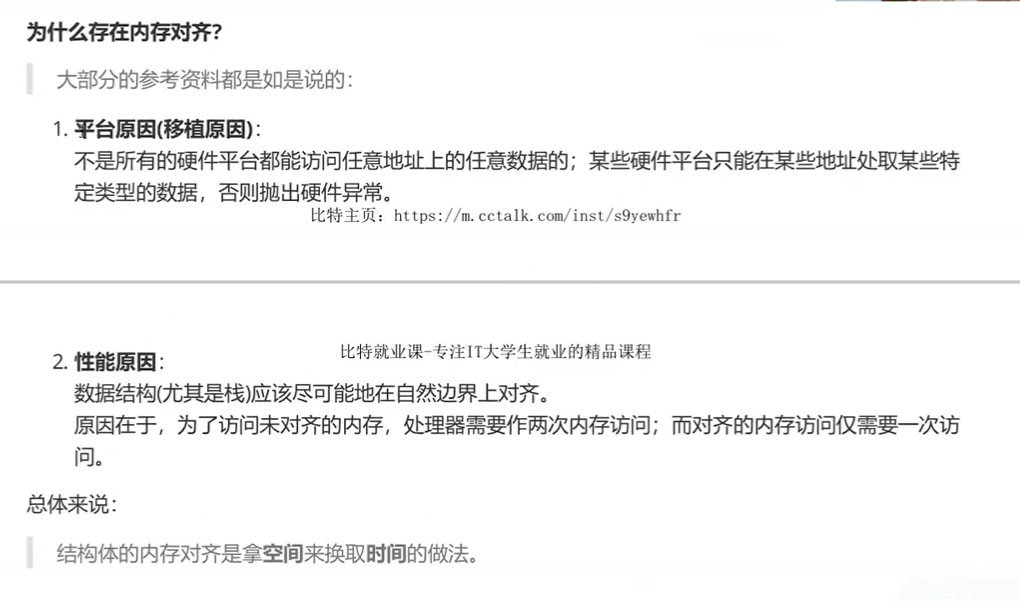 为什么存在内存对齐?
大部分的参考资料都是如是说的：
1. 平台原因(移植原因)：
不是所有的硬件平台都能访问任意地址上的任意数据的；某些硬件平台只能在某些地址处取某些特
定类型的数据，否则抛出硬件异常。
比特主页：https://m.cctalk.com/inst/s9yewhfr
比特就业课-专注IT大学生就业的精品课程
2. 性能原因：
数据结构(尤其是栈)应该尽可能地在自然边界上对齐。
原因在于，为了访问未对齐的内存，处理器需要作两次内存访问；而对齐的内存访问仅需要一次访
问。
总体来说：
结构体的内存对齐是拿空间来换取时间的做法。